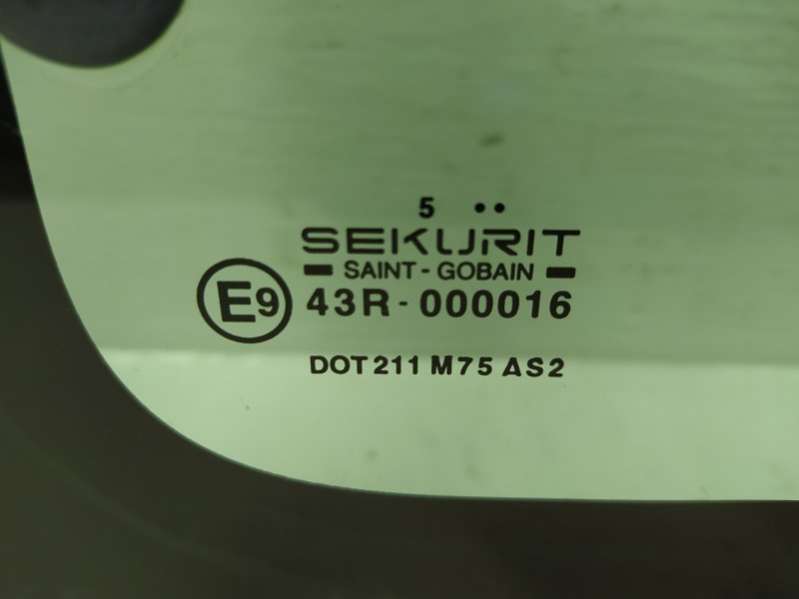 5 ••
SEKURIT
SAINT - GOBAIN
E9 43R - 000016
DOT 211 M75 AS2